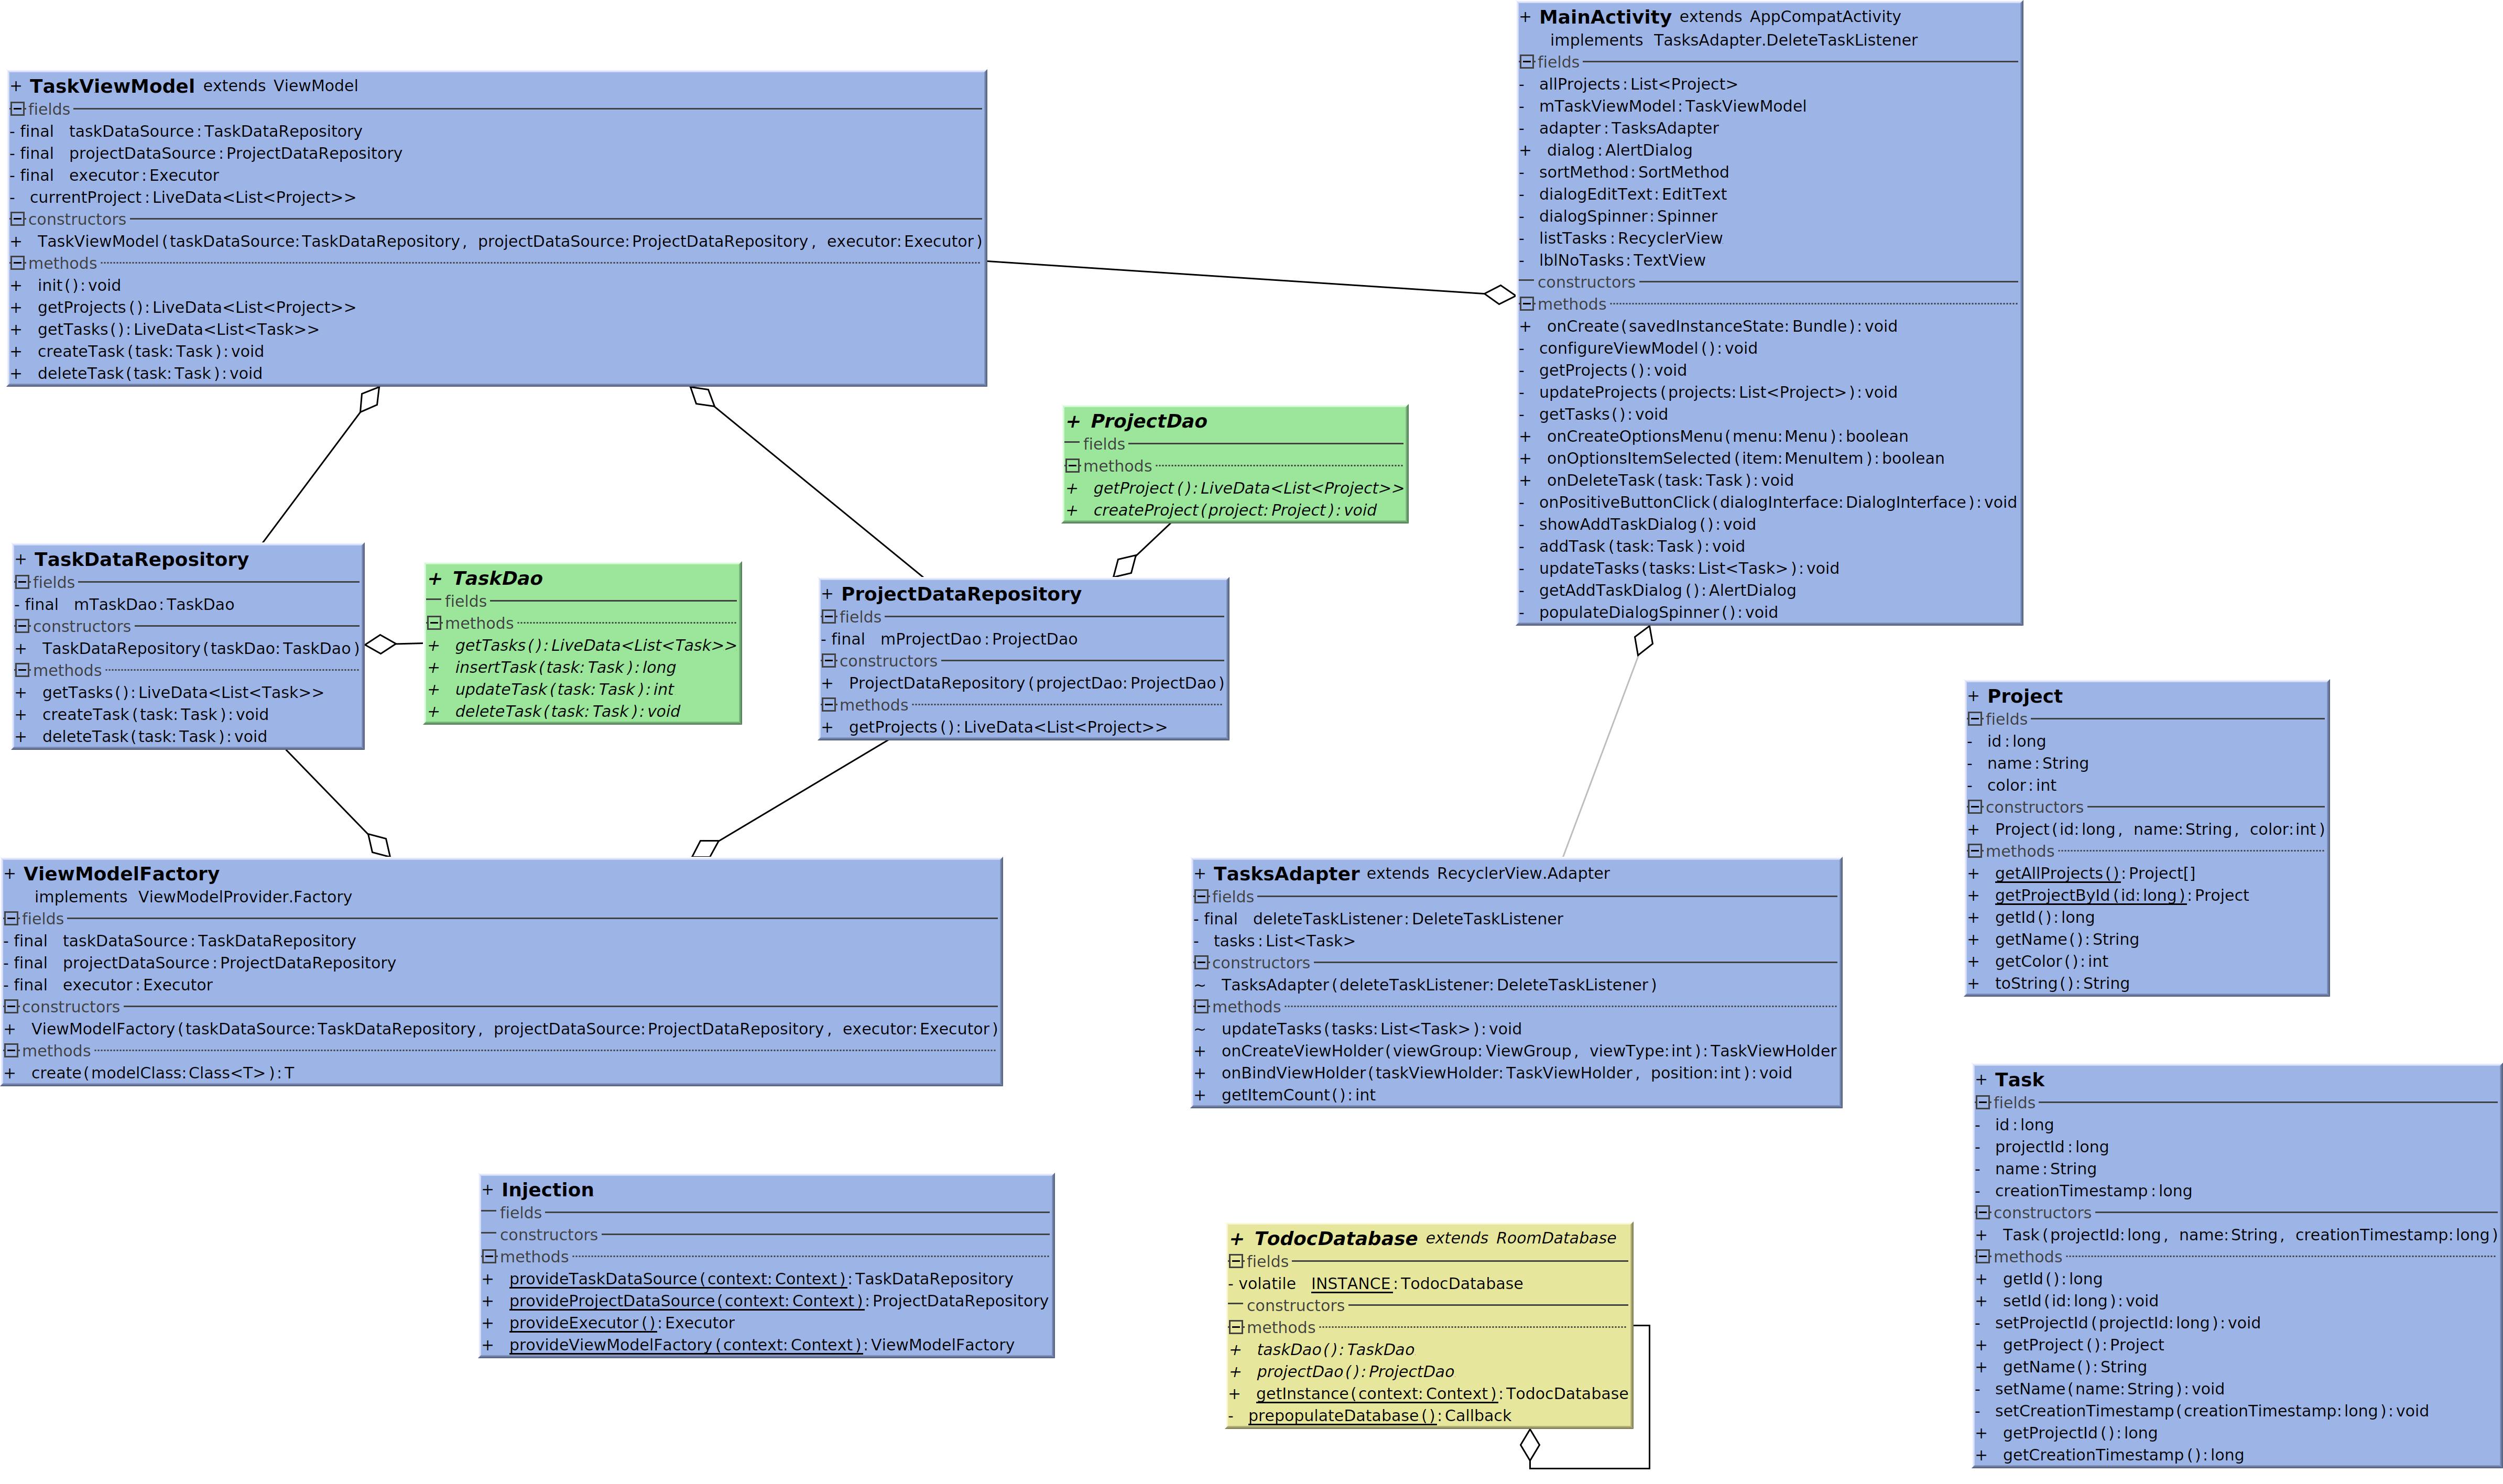 + TaskViewModel extends ViewModel
fields
- final taskDataSource : TaskDataRepository
- final projectDataSource : ProjectDataRepository
- final executor : Executor
- currentProject : LiveData<List<Project>>
constructors
+ TaskViewModel ( taskDataSource: TaskDataRepository , projectDataSource: ProjectDataRepository , executor: Executor )
methods
+ init () : void
+ getProjects () : LiveData<List<Project>>
+ getTasks () : LiveData<List<Task>>
+ createTask ( task: Task ) : void
+ deleteTask ( task: Task ) : void
+ MainActivity extends AppCompatActivity
implements TasksAdapter.DeleteTaskListener
fields
- allProjects : List<Project>
- mTaskViewModel : TaskViewModel
- adapter : TasksAdapter
+ dialog : AlertDialog
- sortMethod : SortMethod
- dialogEditText : EditText
- dialogSpinner : Spinner
- listTasks : RecyclerView
- lblNoTasks : TextView
constructors
methods
+ onCreate ( savedInstanceState: Bundle ) : void
- configureViewModel () : void
- getProjects () : void
- updateProjects ( projects: List<Project> ) : void
- getTasks () : void
+ onCreateOptionsMenu ( menu: Menu ) : boolean
+ onOptionsItemSelected ( item: MenuItem ) : boolean
+ onDeleteTask ( task: Task ) : void
- onPositiveButtonClick ( dialogInterface: DialogInterface ) : void
- showAddTaskDialog () : void
- addTask ( task: Task ) : void
- updateTasks ( tasks: List<Task> ) : void
- getAddTaskDialog () : AlertDialog
- populateDialogSpinner () : void
+ ProjectDao
fields
methods
+ getProject () : LiveData<List<Project>>
+ createProject ( project: Project ) : void
+ TaskDataRepository
fields
- final mTaskDao : TaskDao
constructors
+ TaskDataRepository ( taskDao: TaskDao )
methods
+ getTasks () : LiveData<List<Task>>
+ createTask ( task: Task ) : void
+ deleteTask ( task: Task ) : void
+ TaskDao
fields
methods
+ getTasks () : LiveData<List<Task>>
+ insertTask ( task: Task ) : long
+ updateTask ( task: Task ) : int
+ deleteTask ( task: Task ) : void
+ ProjectDataRepository
fields
- final mProjectDao : ProjectDao
constructors
+ ProjectDataRepository ( projectDao: ProjectDao )
methods
+ getProjects () : LiveData<List<Project>>
+ Project
fields
- id : long
- name : String
- color : int
constructors
+ Project ( id: long , name: String , color: int )
methods
+ getAllProjects () : Project[]
+ getProjectById ( id: long ) : Project
+ getId () : long
+ getName () : String
+ getColor () : int
+ toString () : String
+ ViewModelFactory
implements ViewModelProvider.Factory
fields
- final taskDataSource : TaskDataRepository
- final projectDataSource : ProjectDataRepository
- final executor : Executor
constructors
+ ViewModelFactory ( taskDataSource: TaskDataRepository , projectDataSource: ProjectDataRepository , executor: Executor )
methods
+ create ( modelClass: Class<T> ) : T
+ TasksAdapter extends RecyclerView.Adapter
fields
- final deleteTaskListener : DeleteTaskListener
- tasks : List<Task>
constructors
~ TasksAdapter ( deleteTaskListener: DeleteTaskListener )
methods
~ updateTasks ( tasks: List<Task> ) : void
+ onCreateViewHolder ( viewGroup: ViewGroup , viewType: int ) : TaskViewHolder
+ onBindViewHolder ( taskViewHolder: TaskViewHolder , position: int ) : void
+ getItemCount () : int
+ Task
fields
- id : long
- projectId : long
- name : String
- creationTimestamp : long
constructors
+ Task ( projectId: long , name: String , creationTimestamp: long )
methods
+ getId () : long
+ setId ( id: long ) : void
- setProjectId ( projectId: long ) : void
+ getProject () : Project
+ getName () : String
- setName ( name: String ) : void
- setCreationTimestamp ( creationTimestamp: long ) : void
+ getProjectId () : long
+ getCreationTimestamp () : long
+ Injection
fields
constructors
methods
+ provideTaskDataSource ( context: Context ) : TaskDataRepository
+ provideProjectDataSource ( context: Context ) : ProjectDataRepository
+ provideExecutor () : Executor
+ provideViewModelFactory ( context: Context ) : ViewModelFactory
+ TodocDatabase extends RoomDatabase
fields
- volatile INSTANCE : TodocDatabase
constructors
methods
+ taskDao () : TaskDao
+ projectDao () : ProjectDao
+ getInstance ( context: Context ) : TodocDatabase
- prepopulateDatabase () : Callback